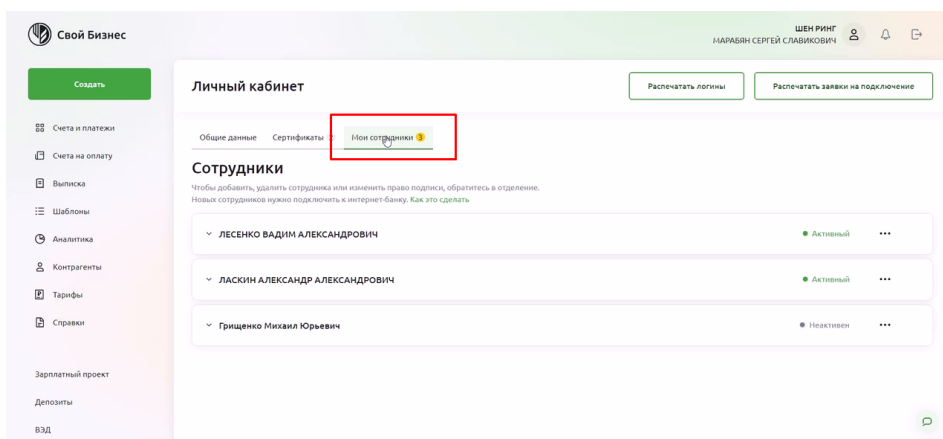 Свой Бизнес
ШЕН РИНГ
МАРАБЯН СЕРГЕЙ СЛАВИКОВИЧ
Создать
Счета и платежи
Счета на оплату
Выписка
Шаблоны
Аналитика
Контрагенты
Тарифы
Справки
Зарплатный проект
Депозиты
ВЭД
Личный кабинет
Распечатать логины
Распечатать заявки на подключение
Общие данные
Сертификаты
Мои сотрудники 3
Сотрудники
Чтобы добавить, удалить сотрудника или изменить право подписи, обратитесь в отделение.
Новых сотрудников нужно подключить к интернет-банку. Как это сделать
ЛЕСЕНКО ВАДИМ АЛЕКСАНДРОВИЧ
Активный
ЛАСКИН АЛЕКСАНДР АЛЕКСАНДРОВИЧ
Активный
Грищенко Михаил Юрьевич
Неактивен